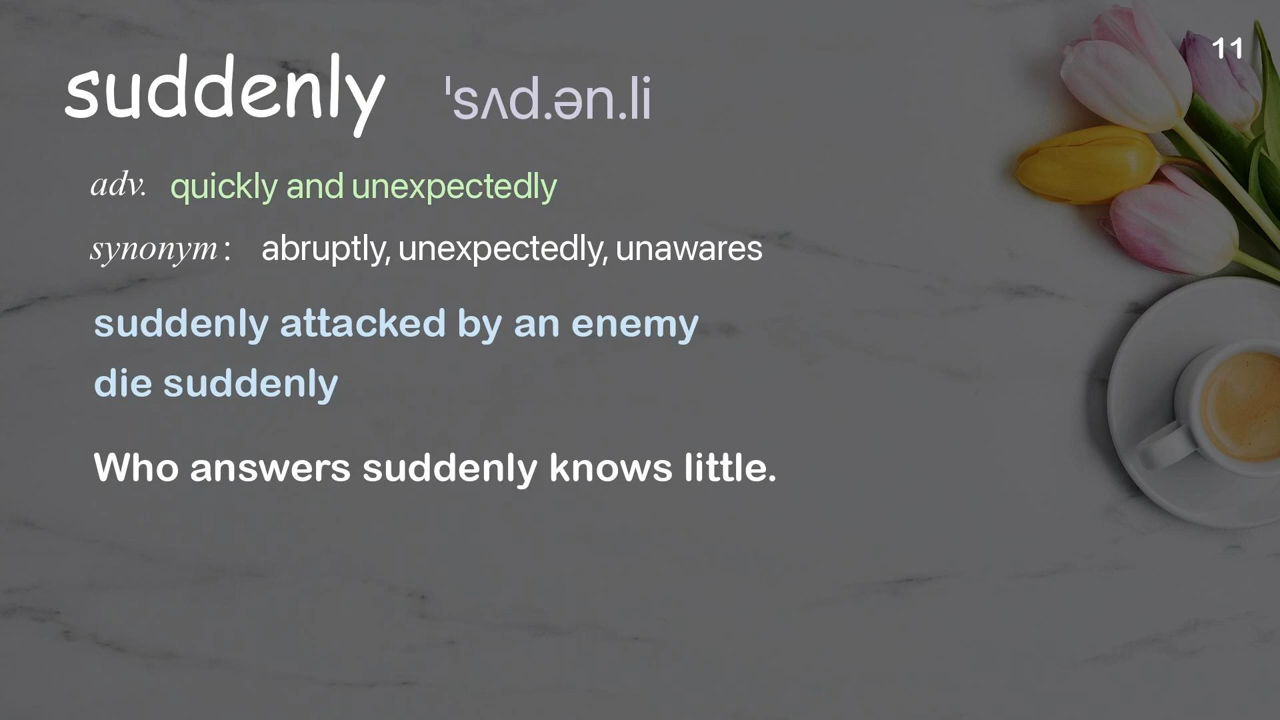 11
suddenly ˈsʌd.ən.li
adv. quickly and unexpectedly
synonym : abruptly, unexpectedly, unawares
suddenly attacked by an enemy
die suddenly
Who answers suddenly knows little.